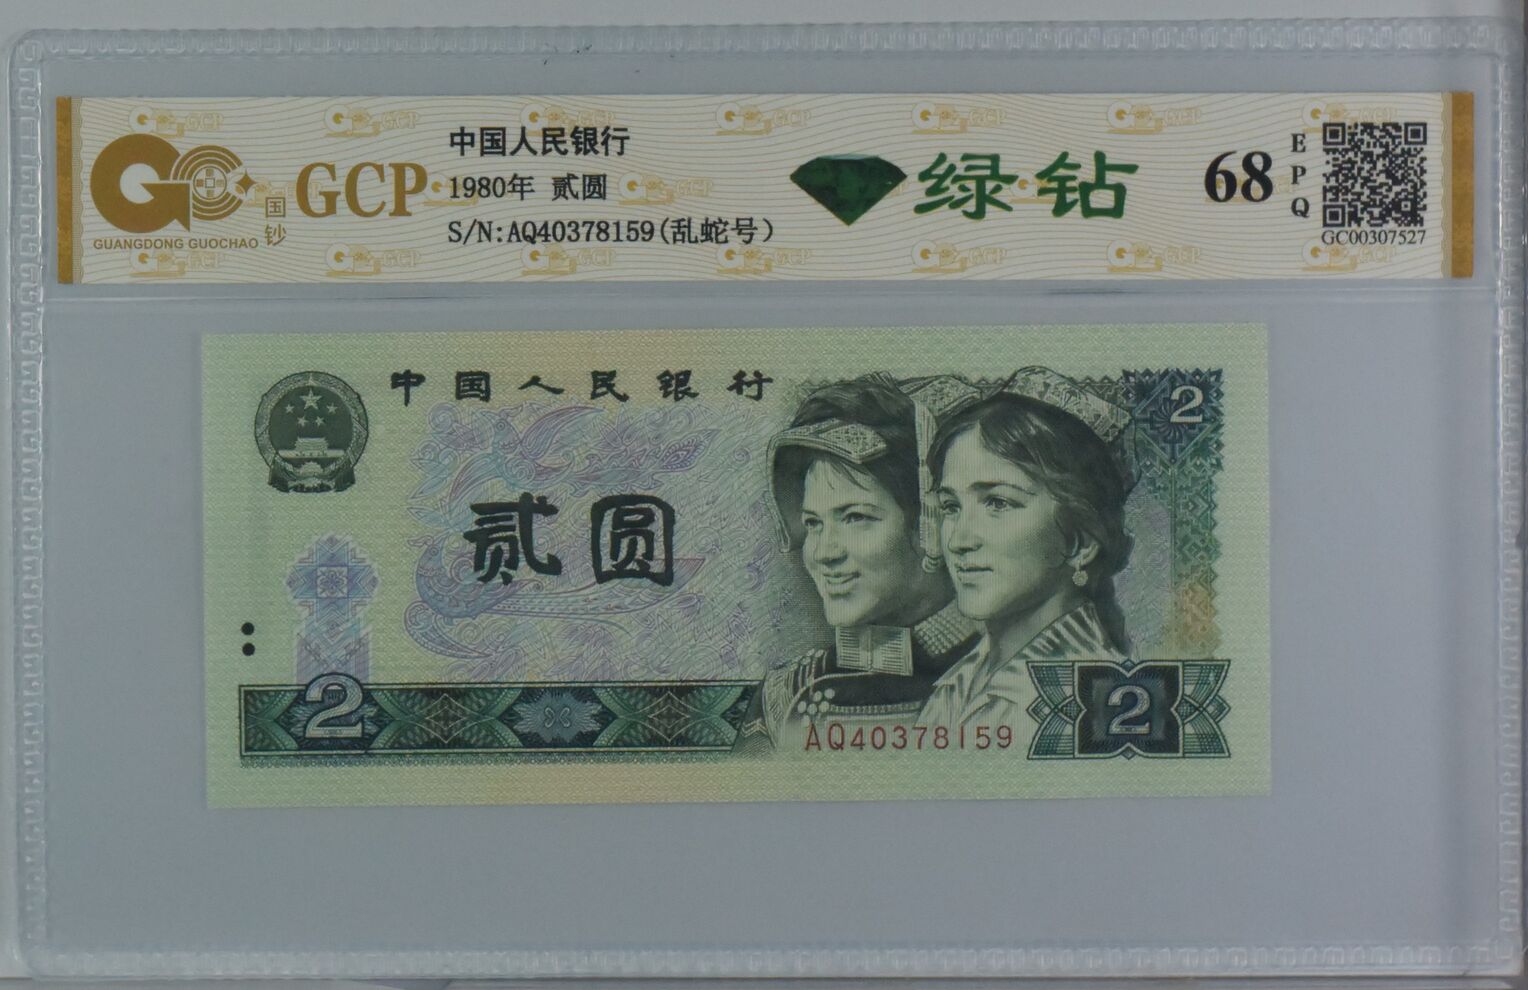 GCP
国钞
GUANGDONG GUOCHAO
中国人民银行
1980年 贰圆
S/N:AQ40378159(乱蛇号)
绿钻
68
EPQ
GC00307527
中国人民银行
2
贰圆
2
AQ40378159
2